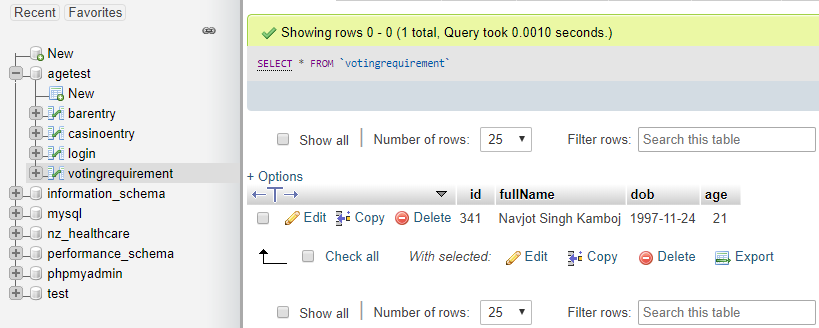 Recent Favorites
New
agetest
New
barentry
casinoentry
login
votingrequirement
information_schema
mysql
nz_healthcare
performance_schema
phpmyadmin
test
Showing rows 0 - 0 (1 total, Query took 0.0010 seconds.)
SELECT * FROM `votingrequirement`
Show all | Number of rows: 25 Filter rows: Search this table
+ Options
←T→ id fullName dob age
Edit Copy Delete 341 Navjot Singh Kamboj 1997-11-24 21
Check all With selected: Edit Copy Delete Export
Show all | Number of rows: 25 Filter rows: Search this table